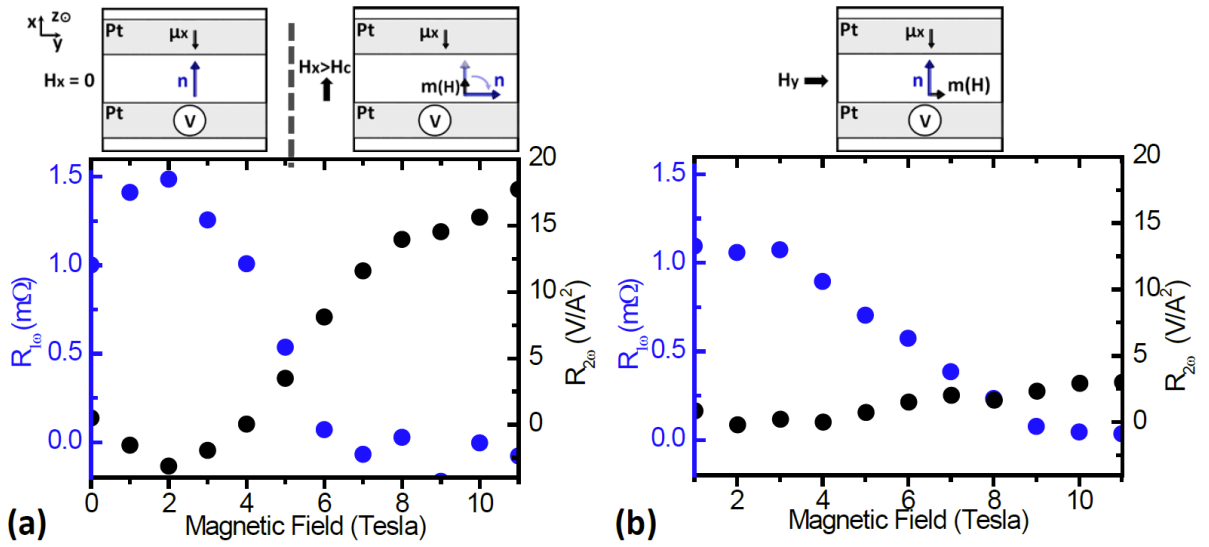 x
z⊙
y
Pt
μx
Hx = 0
n
Pt
V
Hx>Hc
Pt
μx
m(H)
n
Pt
V
Hy
Pt
μx
n
m(H)
Pt
V
1.5
1.0
0.5
0.0
R1ω (mΩ)
20
15
10
5
0
R2ω (V/A²)
0 2 4 6 8 10
Magnetic Field (Tesla)
(a)
1.5
1.0
0.5
0.0
R1ω (mΩ)
20
15
10
5
0
R2ω (V/A²)
2 4 6 8 10
Magnetic Field (Tesla)
(b)